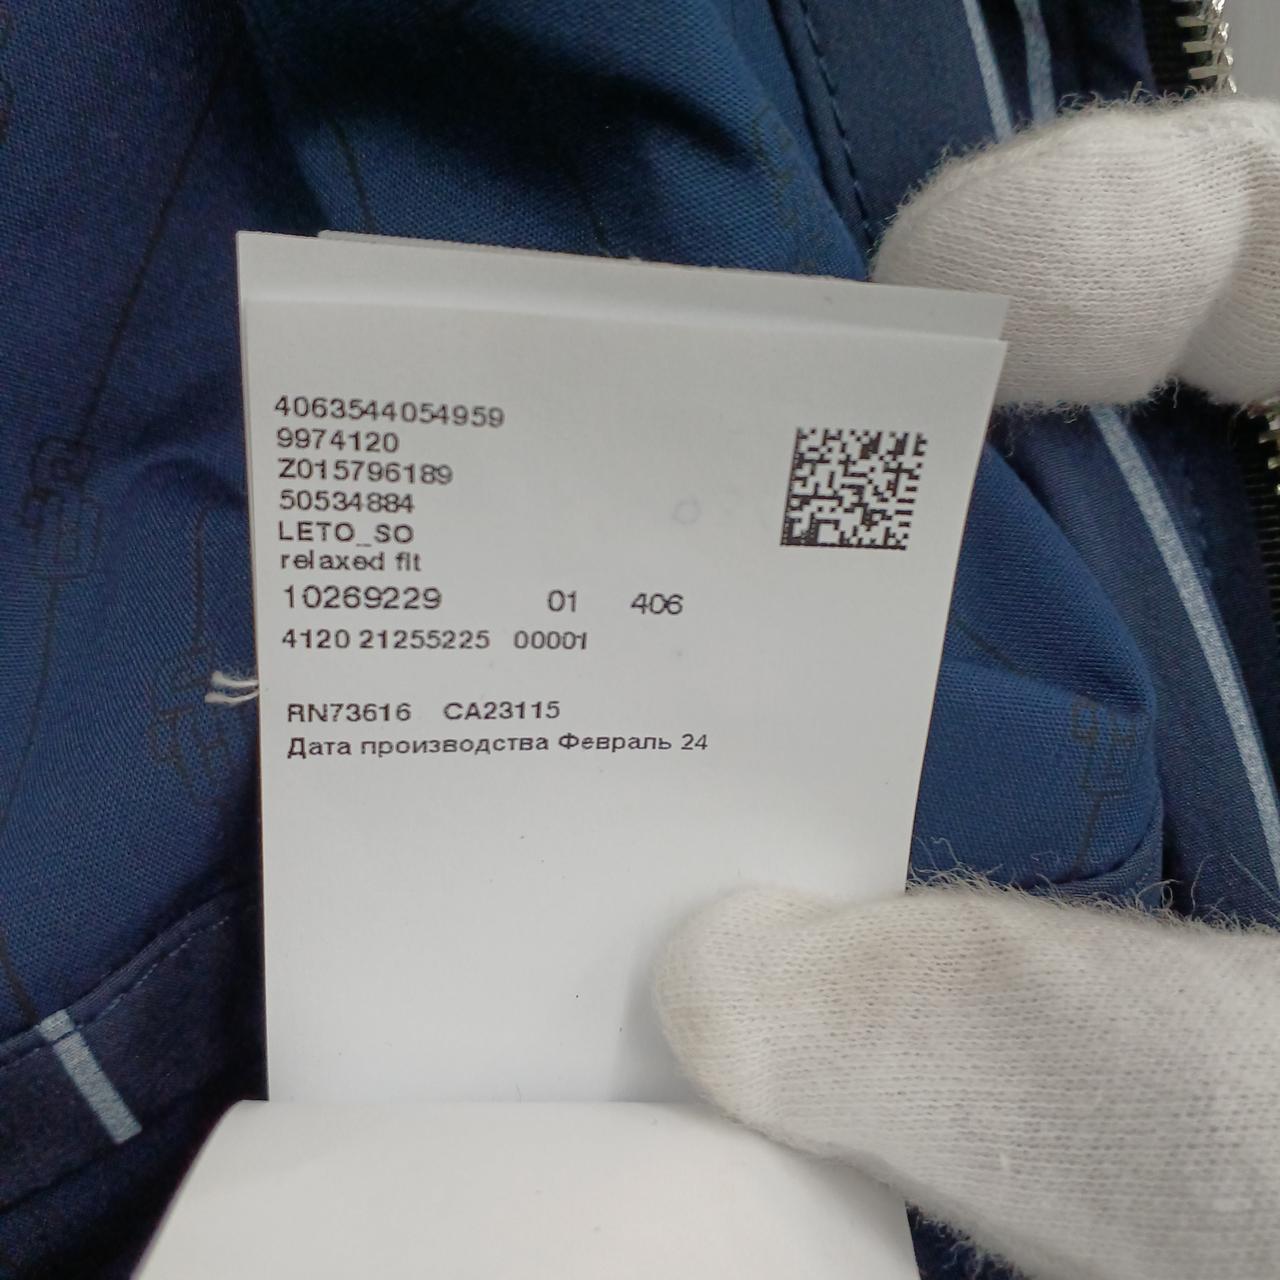 4063544054959
9974120
Z015796189
50534884
LETO_SO
relaxed fit
10269229 01 406
4120 21255225 00001
RN73616 CA23115
Дата производства Февраль 24